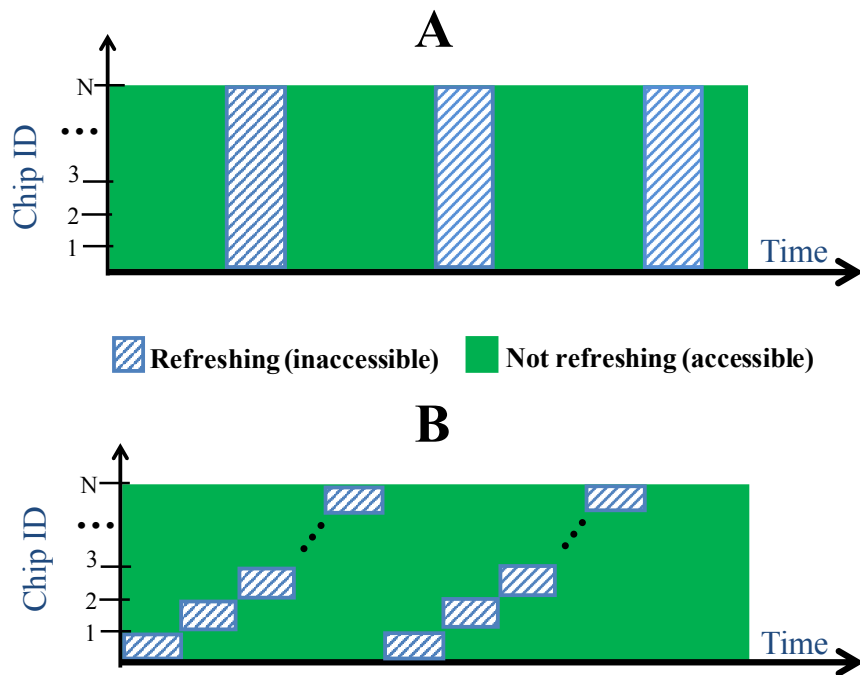 A
N
•••
3
2
1
Chip ID
Time
Refreshing (inaccessible)
Not refreshing (accessible)
B
N
•••
3
2
1
Chip ID
Time